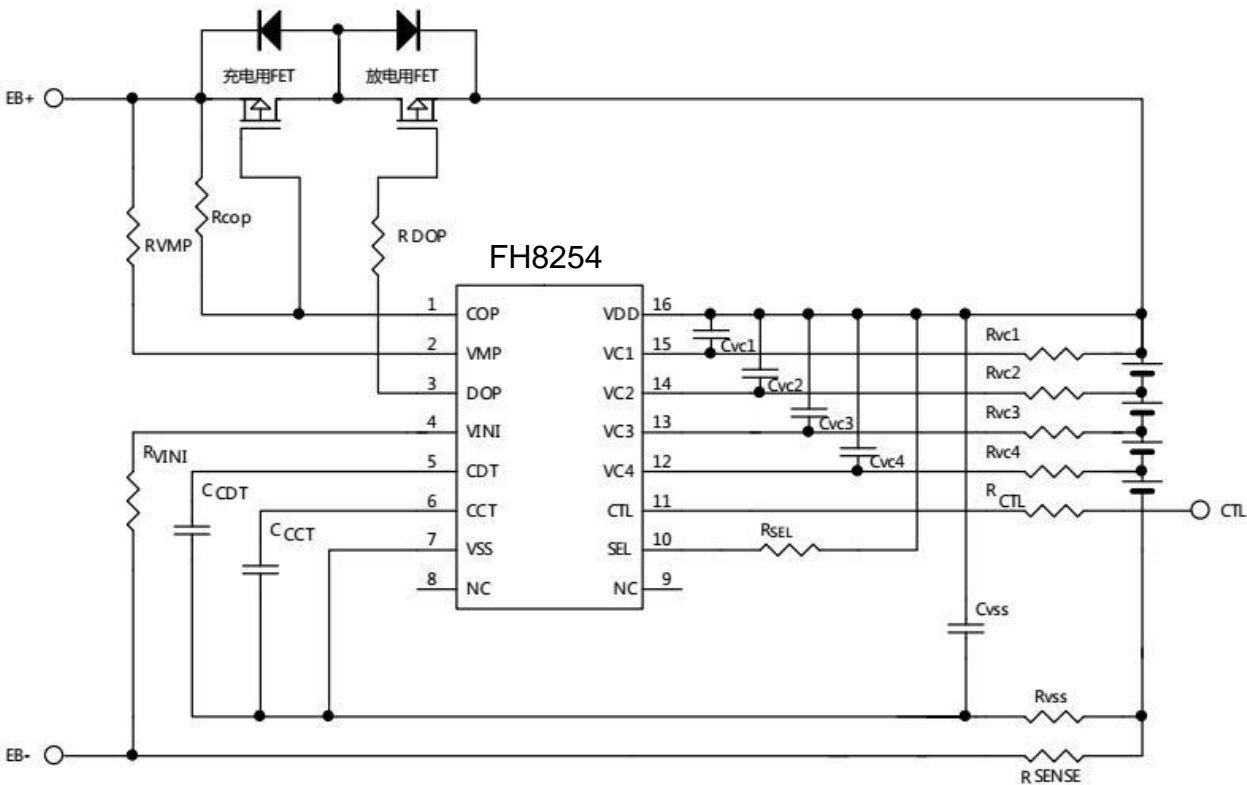 充电用FET 放电用FET
EB+
Rcop
RVMP
R DOP
FH8254
1 COP VDD 16
2 VMP VC1 15
3 DOP VC2 14
4 VINI VC3 13
5 CDT VC4 12
6 CCT CTL 11
7 VSS SEL 10
8 NC NC 9
Cvc1
Cvc2
Cvc3
Cvc4
Rvc1
Rvc2
Rvc3
Rvc4
R CTL
CTL
RVINI
C CDT
C CCT
RSEL
Cvss
Rvss
EB-
R SENSE